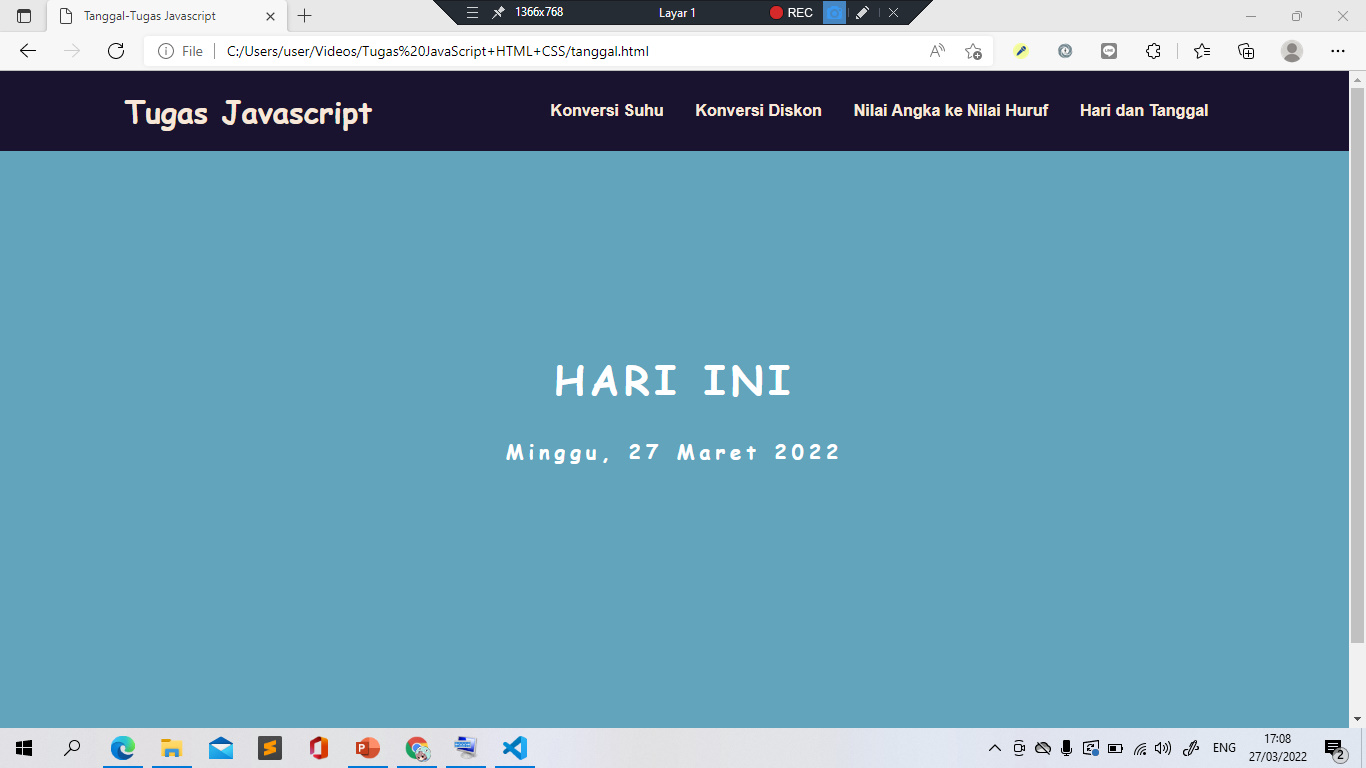 Tanggal-Tugas Javascript
1366x768
Layar 1
REC
File
C:/Users/user/Videos/Tugas%20JavaScript+HTML+CSS/tanggal.html
Tugas Javascript
Konversi Suhu
Konversi Diskon
Nilai Angka ke Nilai Huruf
Hari dan Tanggal
HARI INI
Minggu, 27 Maret 2022
ENG
17:08
27/03/2022
2